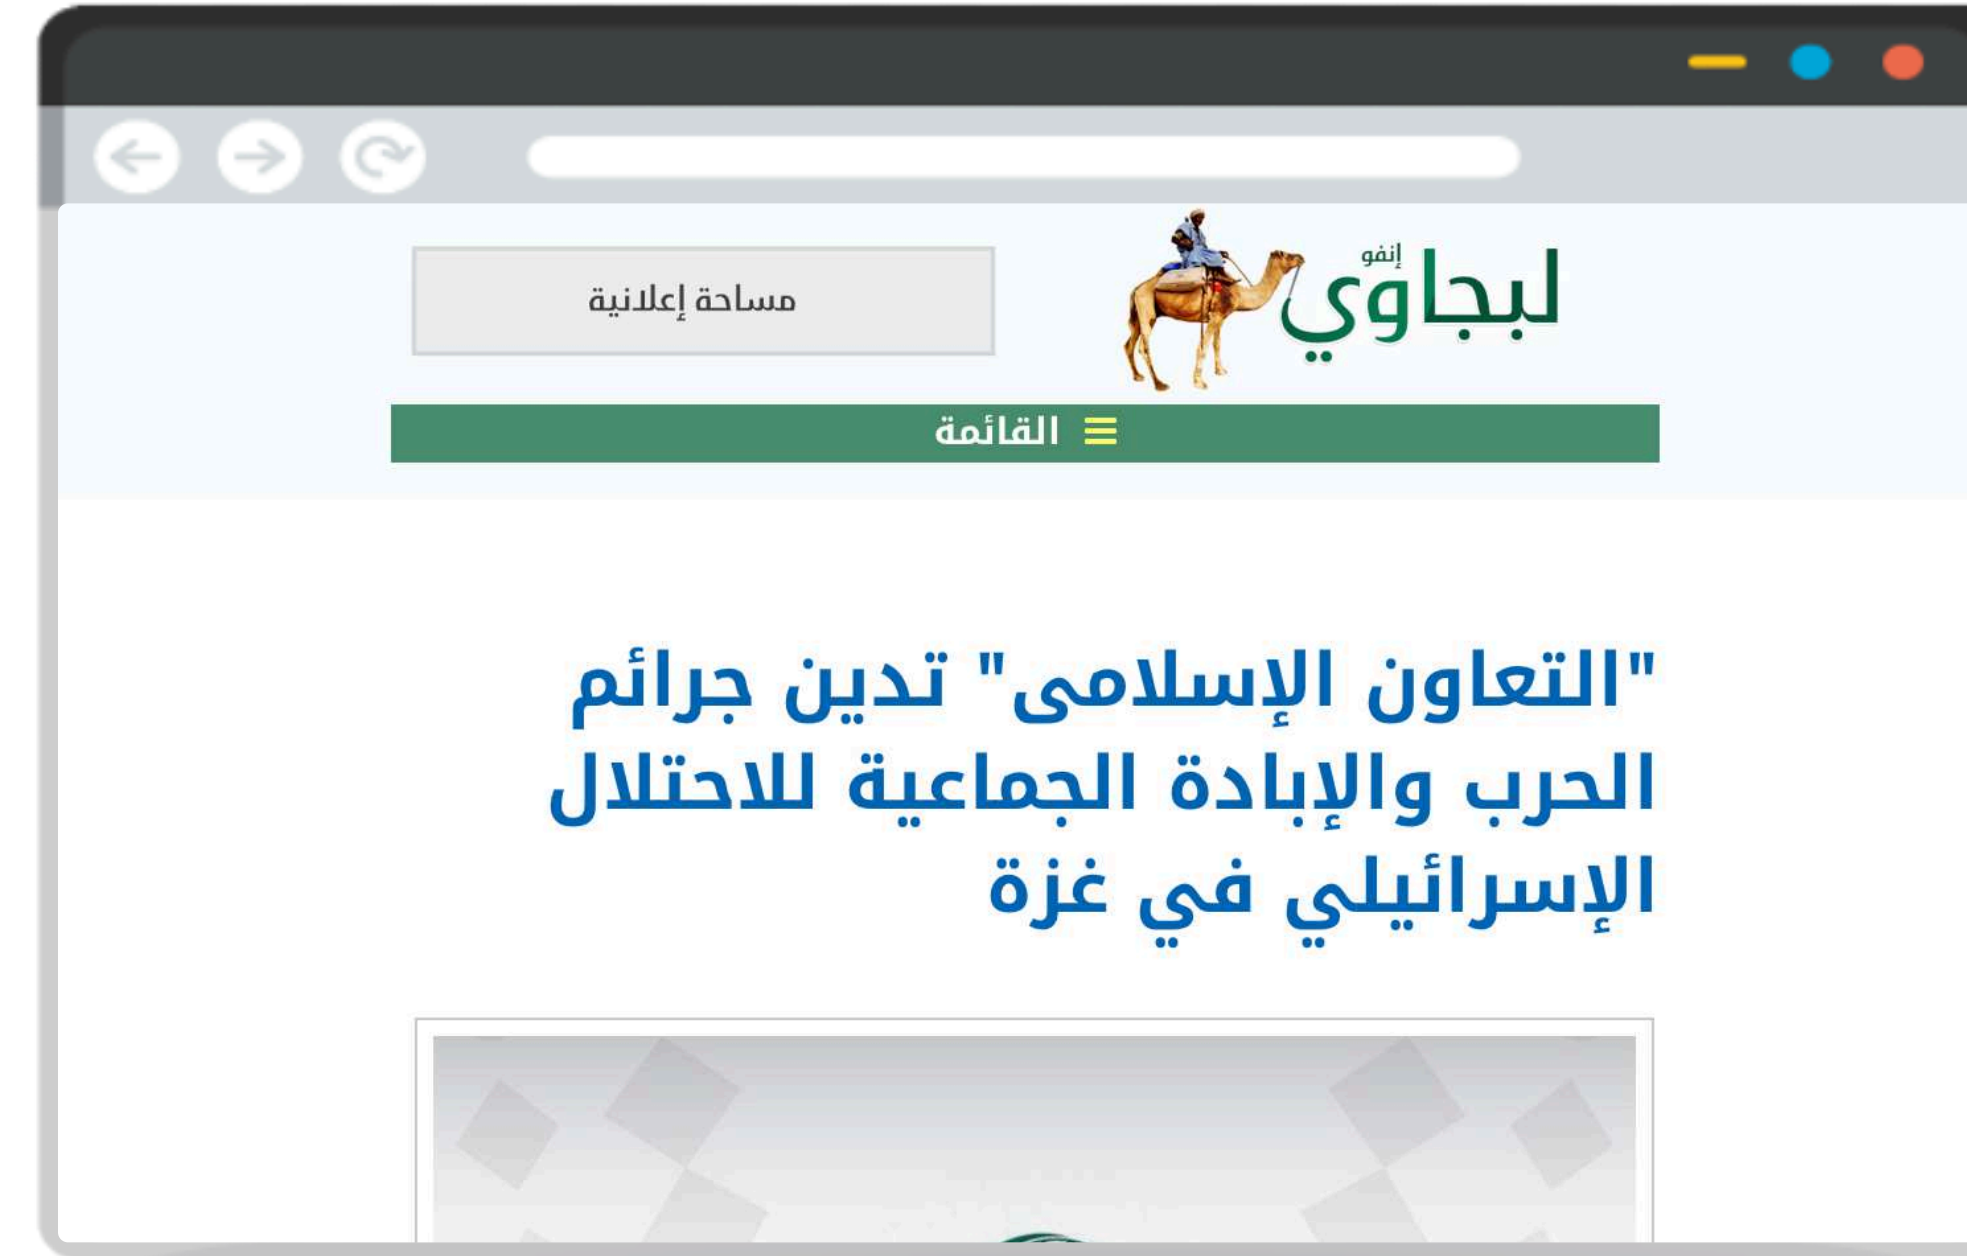 لبجاوي
إنفو
مساحة إعلانية
القائمة
"التعاون الإسلامى" تدين جرائم
الحرب والإبادة الجماعية للاحتلال
الإسرائيلي في غزة